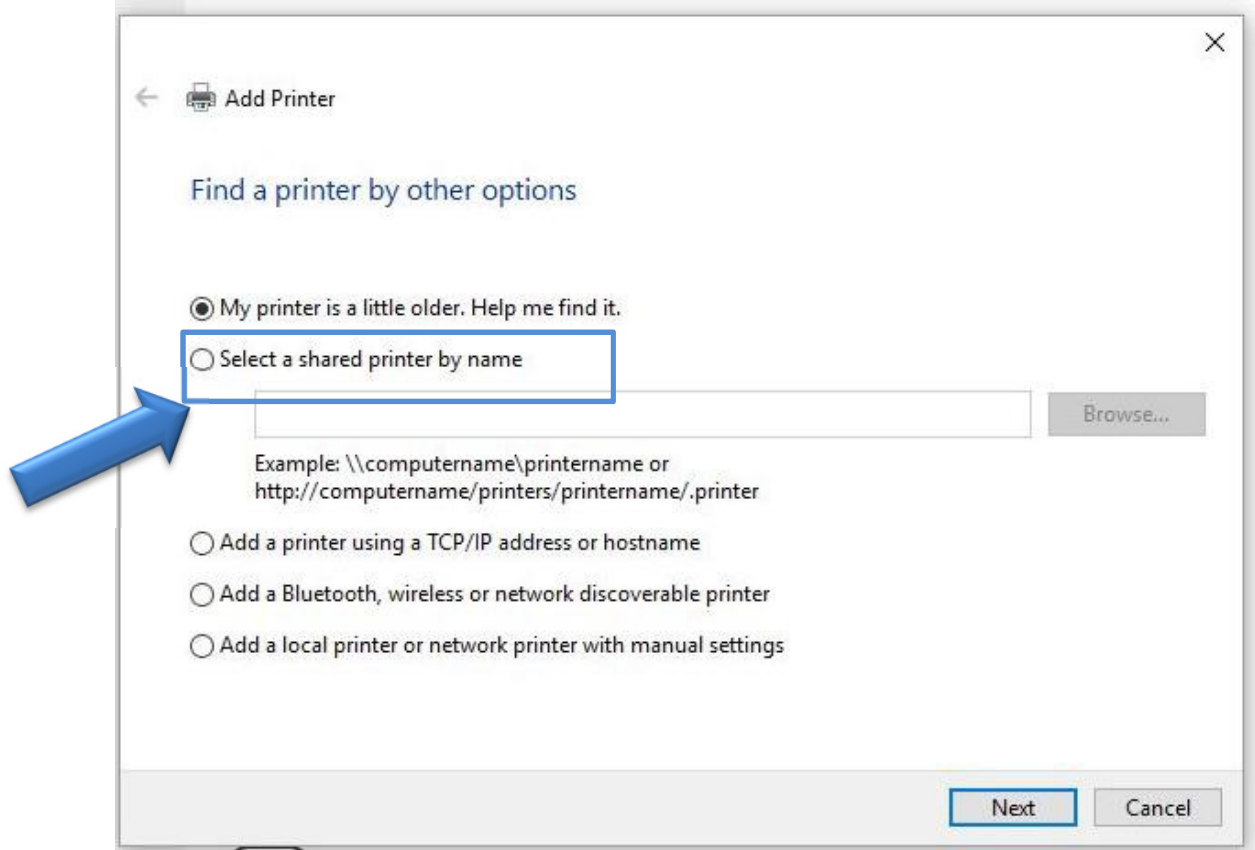 Add Printer
Find a printer by other options
My printer is a little older. Help me find it.
Select a shared printer by name
Browse...
Example: \\computername\printername or
http://computername/printers/printername/.printer
Add a printer using a TCP/IP address or hostname
Add a Bluetooth, wireless or network discoverable printer
Add a local printer or network printer with manual settings
Next
Cancel